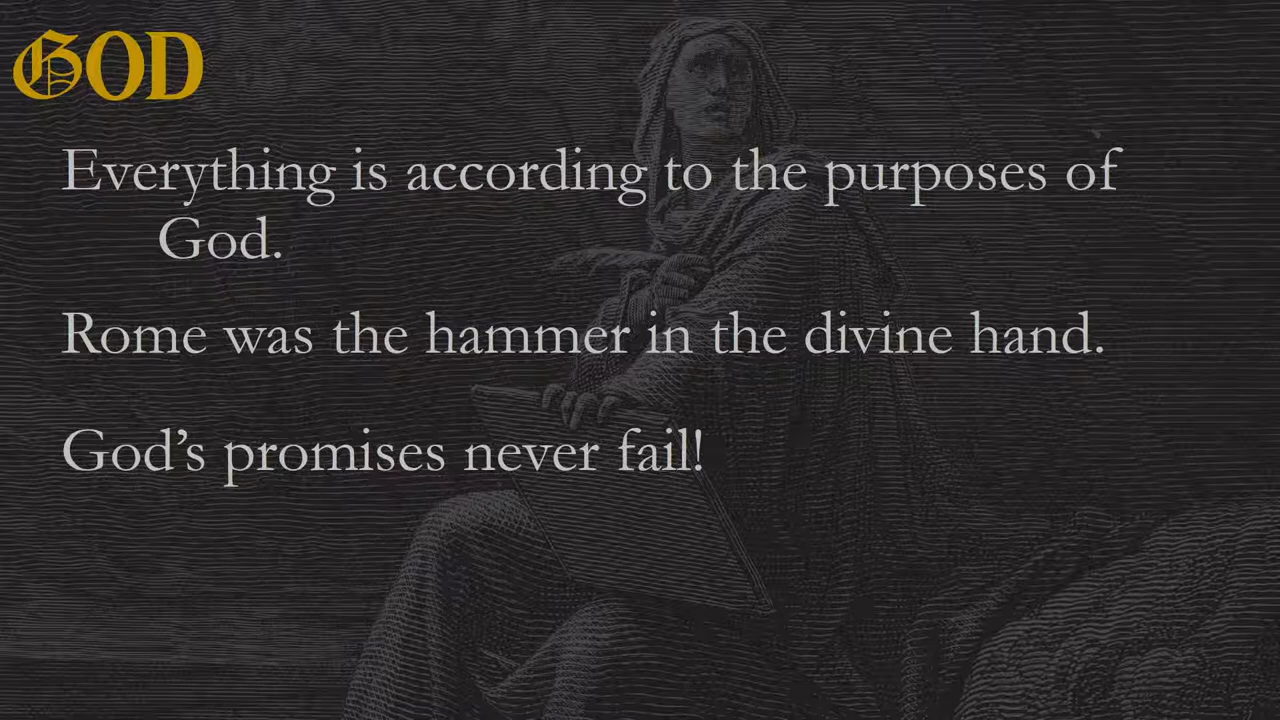 GOD
Everything is according to the purposes of
God.
Rome was the hammer in the divine hand.
God’s promises never fail!